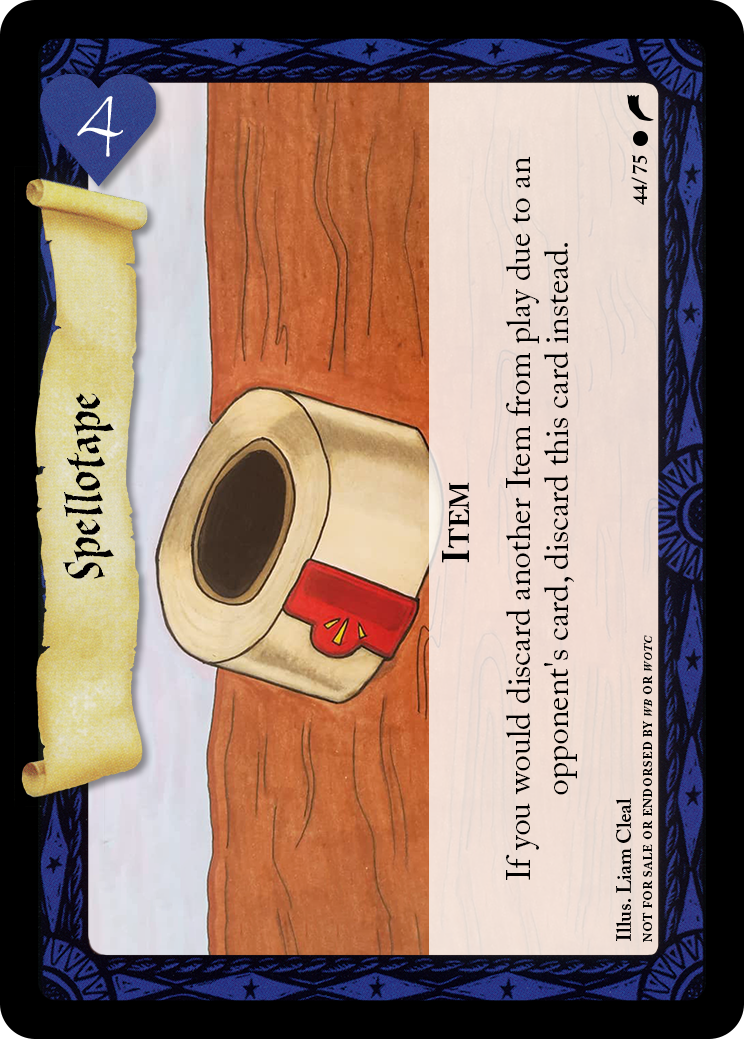 4
Spellotape
ITEM
If you would discard another Item from play due to an
opponent's card, discard this card instead.
Illus. Liam Cleal
NOT FOR SALE OR ENDORSED BY WB OR WOTC
44/75